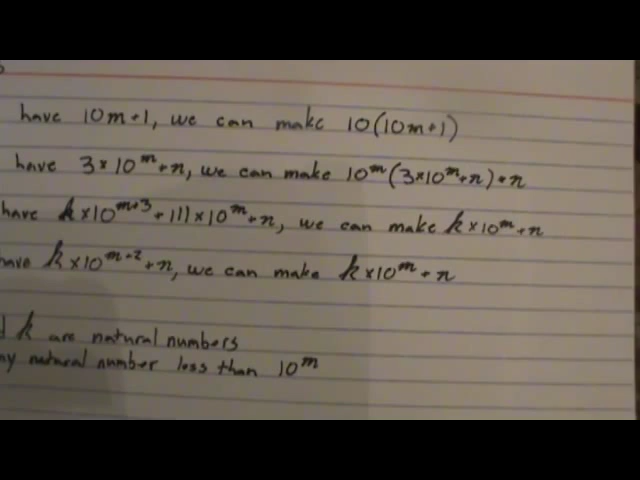 have 10m+1, we can make 10(10m+1)
have 3×10^m+n, we can make 10^m(3×10^m+n)+n
have k×10^(m+3)+111×10^m+n, we can make k×10^m+n
have k×10^(m+2)+n, we can make k×10^m+n
k are natural numbers
natural number less than 10^m